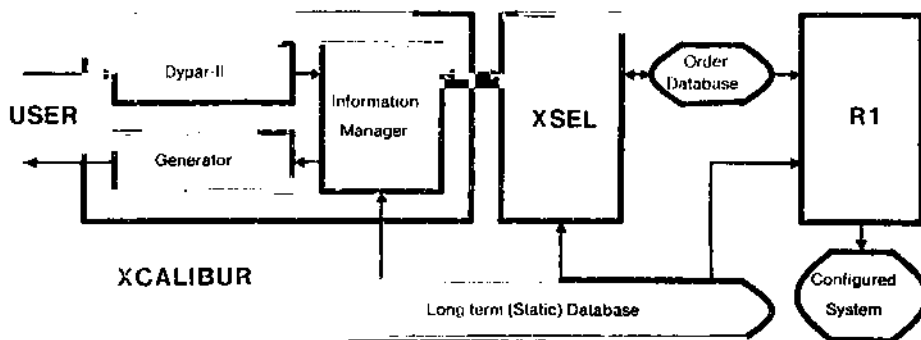 Dypar-II
Information
Manager
USER
Generator
XCALIBUR
XSEL
Order
Database
R1
Configured
System
Long term (Static) Database